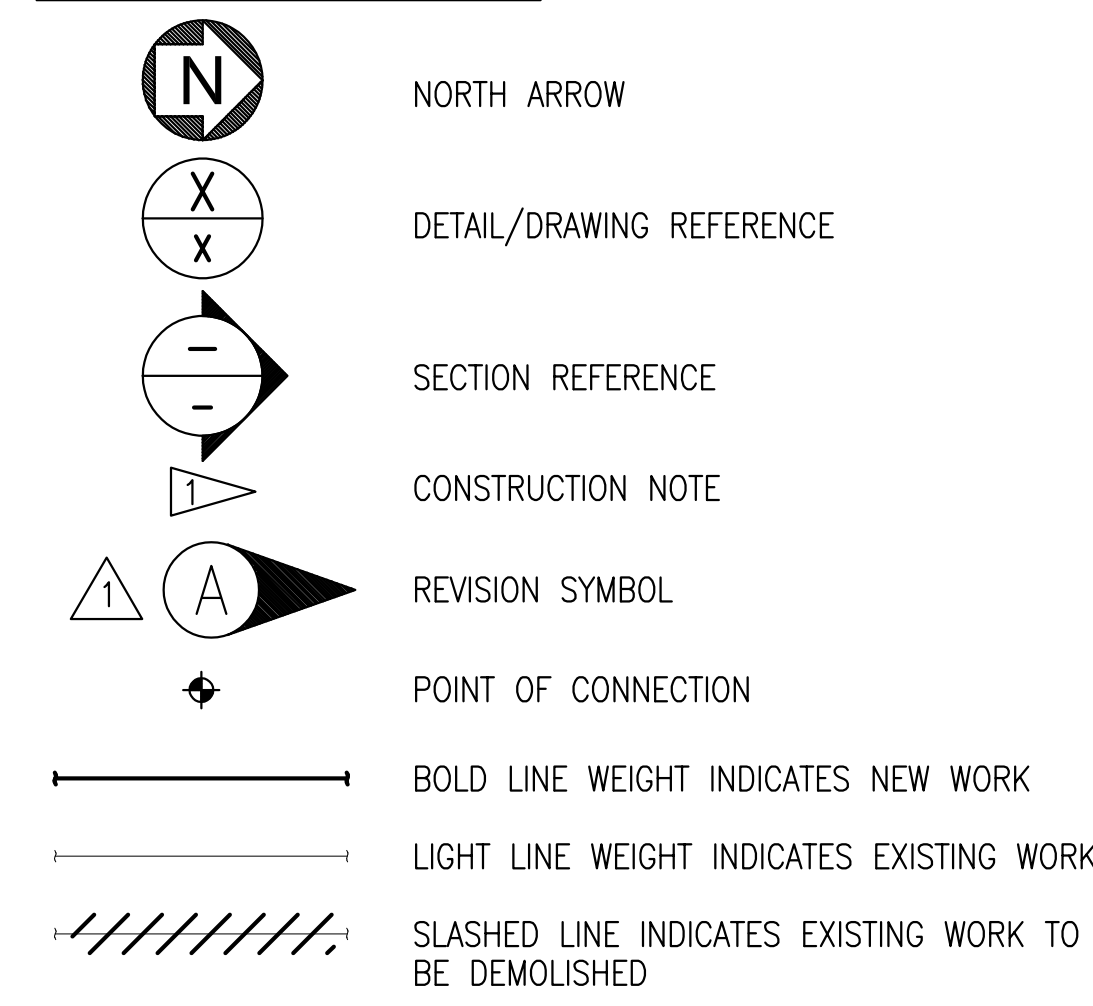 N NORTH ARROW
X
x DETAIL/DRAWING REFERENCE
-
- SECTION REFERENCE
1 CONSTRUCTION NOTE
1 A REVISION SYMBOL
POINT OF CONNECTION
BOLD LINE WEIGHT INDICATES NEW WORK
LIGHT LINE WEIGHT INDICATES EXISTING WORK
SLASHED LINE INDICATES EXISTING WORK TO
BE DEMOLISHED